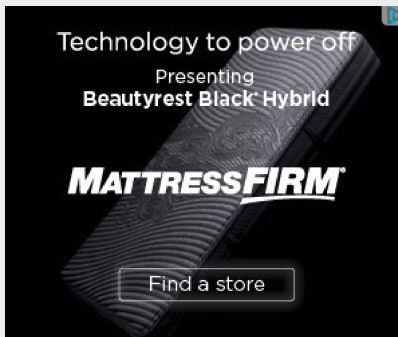 Technology to power off
Presenting
Beautyrest Black® Hybrid
MATTRESSFIRM®
Find a store